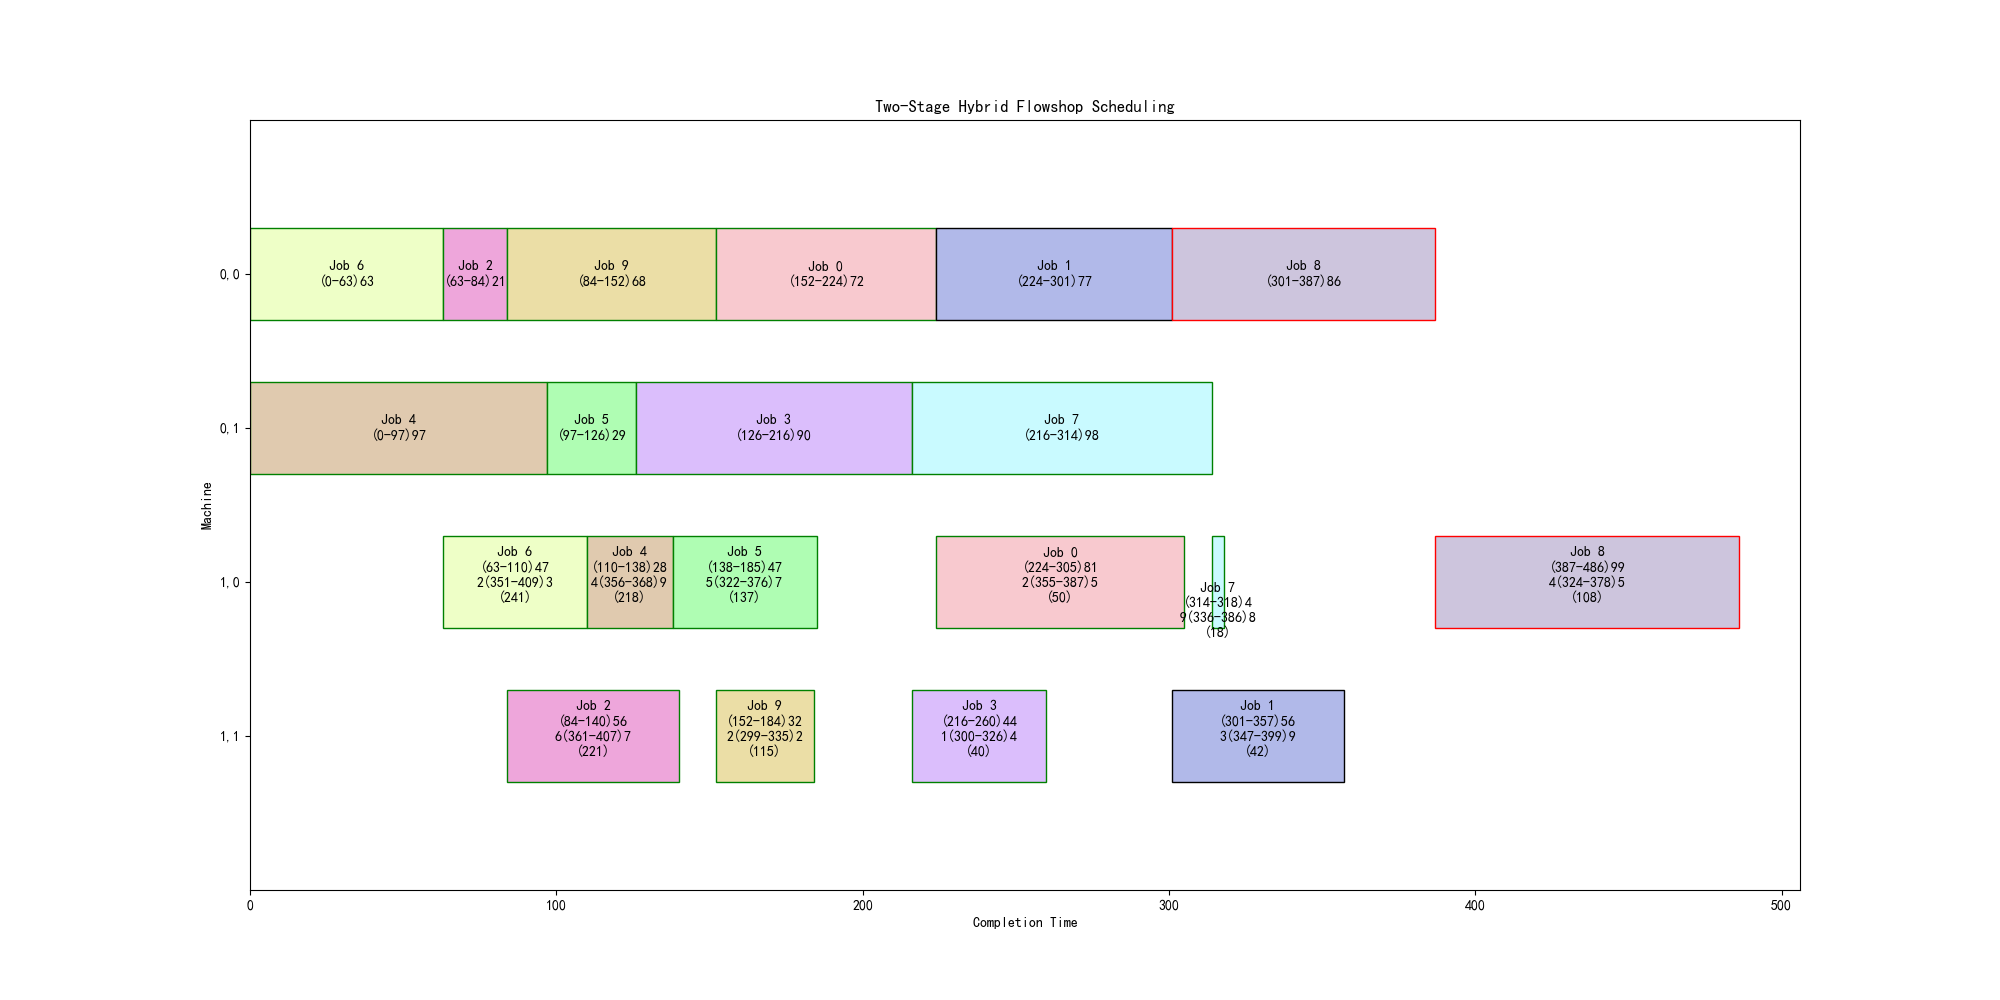 Two-Stage Hybrid Flowshop Scheduling
Machine
0,0
Job 6
(0-63)63
Job 2
(63-84)21
Job 9
(84-152)68
Job 0
(152-224)72
Job 1
(224-301)77
Job 8
(301-387)86
0,1
Job 4
(0-97)97
Job 5
(97-126)29
Job 3
(126-216)90
Job 7
(216-314)98
1,0
Job 6
(63-110)47
2(351-409)3
(241)
Job 4
(110-138)28
4(356-368)9
(218)
Job 5
(138-185)47
5(322-376)7
(137)
Job 0
(224-305)81
2(355-387)5
(50)
Job 7
(314-318)4
9(336-386)8
(18)
Job 8
(387-486)99
4(324-378)5
(108)
1,1
Job 2
(84-140)56
6(361-407)7
(221)
Job 9
(152-184)32
2(299-335)2
(115)
Job 3
(216-260)44
1(300-326)4
(40)
Job 1
(301-357)56
3(347-399)9
(42)
0
100
200
300
400
500
Completion Time